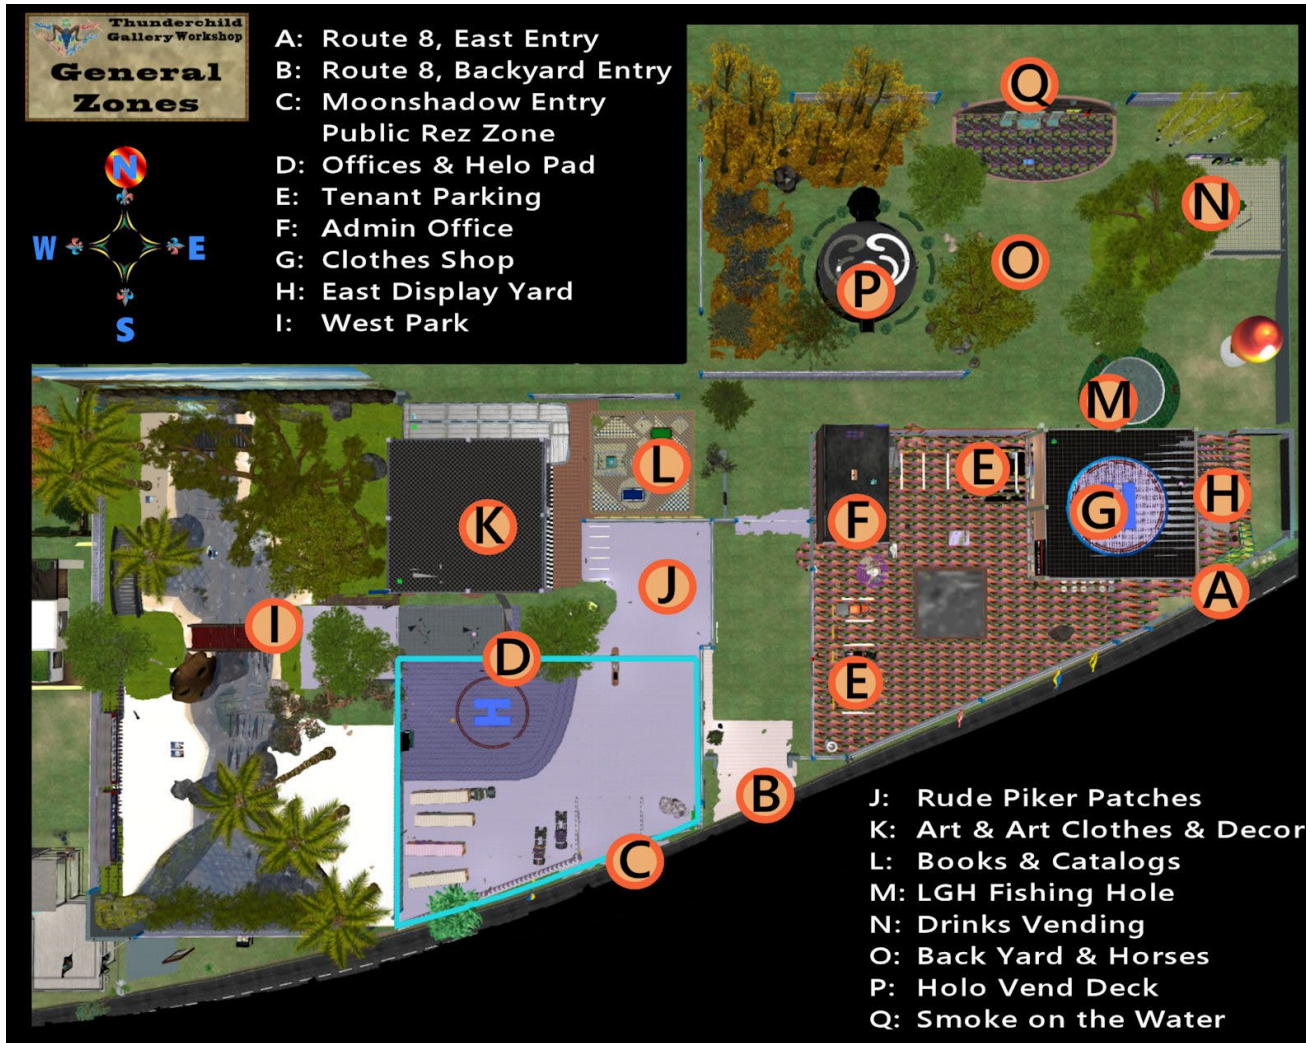 Thunderchild
Gallery Workshop
General
Zones
N
W E
S
A: Route 8, East Entry
B: Route 8, Backyard Entry
C: Moonshadow Entry
Public Rez Zone
D: Offices & Helo Pad
E: Tenant Parking
F: Admin Office
G: Clothes Shop
H: East Display Yard
I: West Park
Q
N
O
P
M
L
E
H
K
F
G
J
A
I
D
H
E
B
C
J: Rude Piker Patches
K: Art & Art Clothes & Decor
L: Books & Catalogs
M: LGH Fishing Hole
N: Drinks Vending
O: Back Yard & Horses
P: Holo Vend Deck
Q: Smoke on the Water